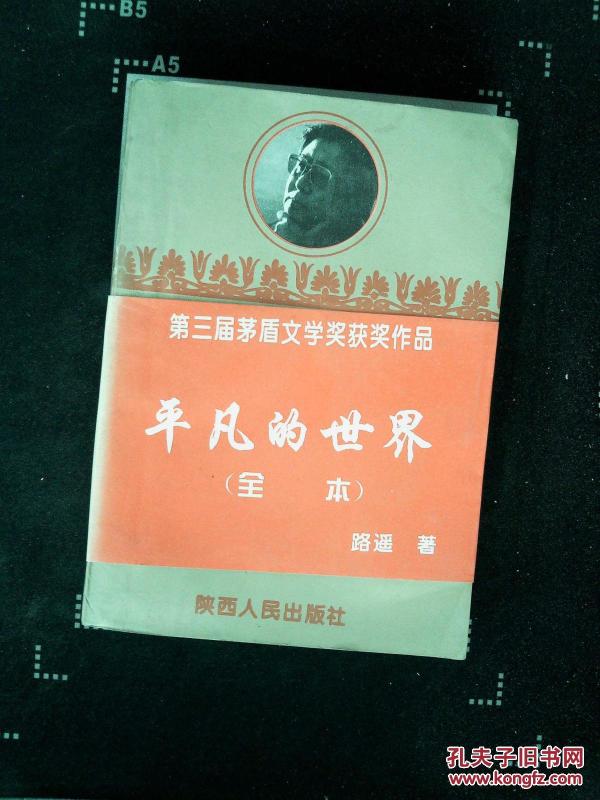 B5
A5
第三届茅盾文学奖获奖作品
平凡的世界
（全 本）
路遥 著
陕西人民出版社
孔夫子旧书网
www.kongfz.com